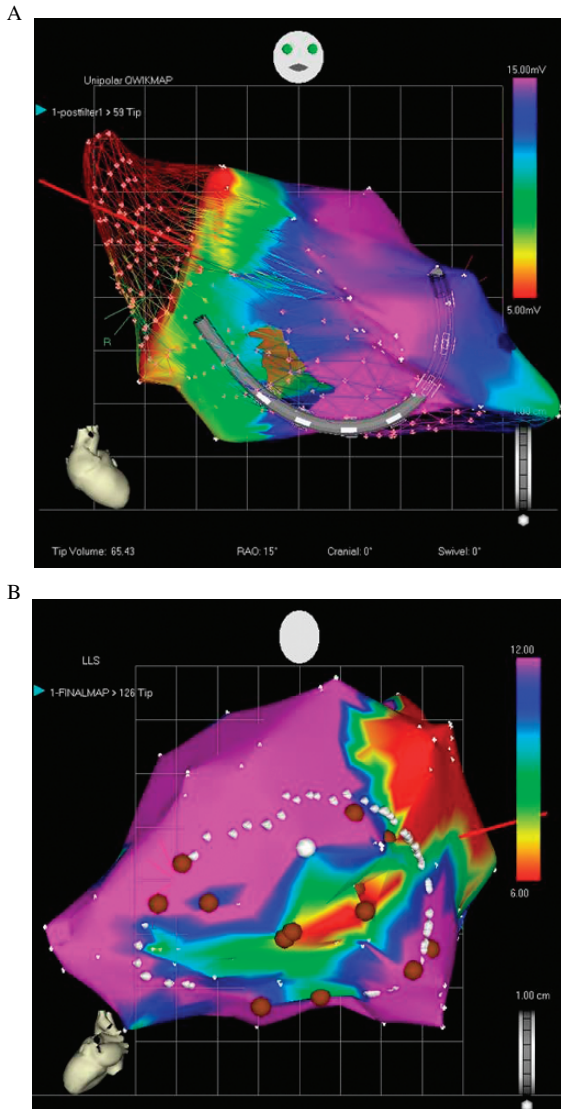 A
Unipolar QWIKMAP
15.00mV
1-postfilter1 > 59 Tip
5.00mV
R
1.00 cm
Tip Volume: 65.43 RAO: 15° Cranial: 0° Swivel: 0°
B
LLS
12.00
1-FINALMAP > 126 Tip
6.00
1.00 cm